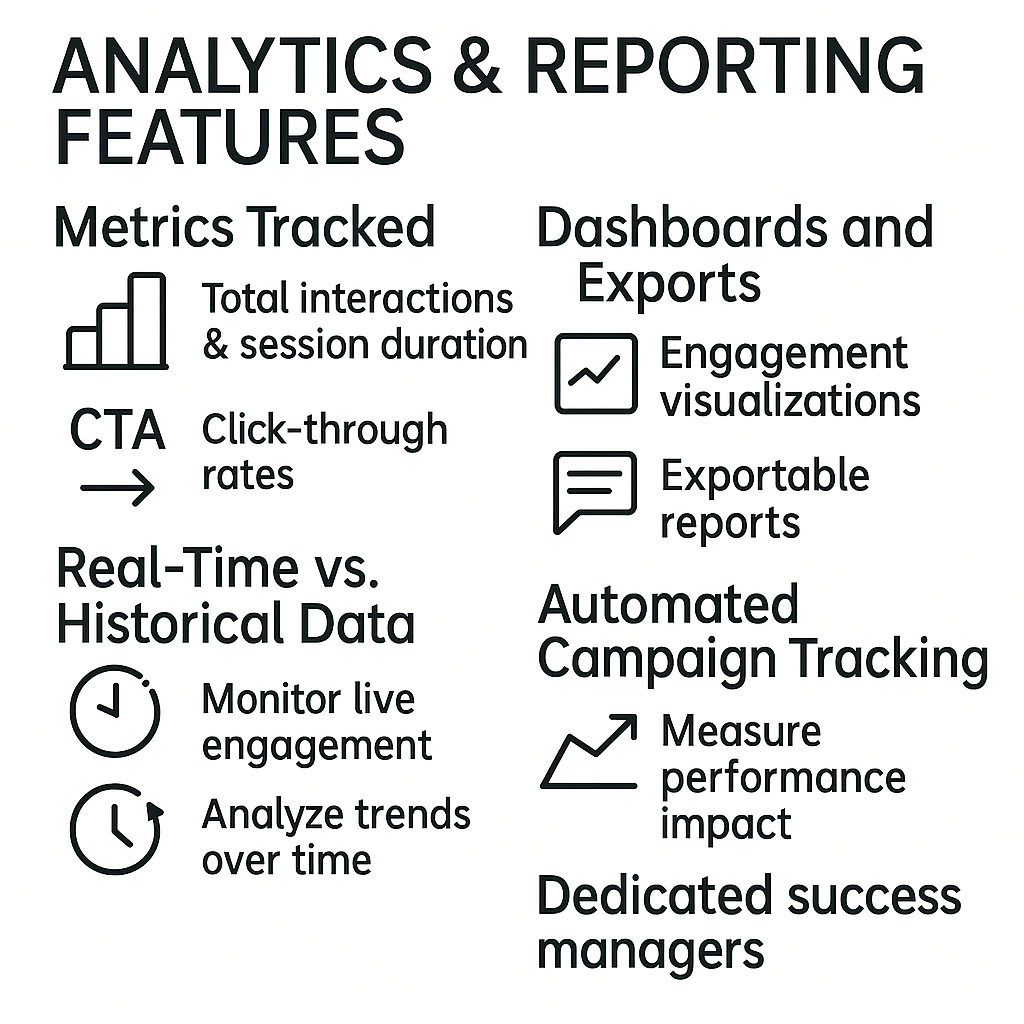 ANALYTICS & REPORTING
FEATURES
Metrics Tracked
Total interactions
& session duration
CTA
Click-through
rates
Real-Time vs.
Historical Data
Monitor live
engagement
Analyze trends
over time
Dashboards and
Exports
Engagement
visualizations
Exportable
reports
Automated
Campaign Tracking
Measure
performance
impact
Dedicated success
managers